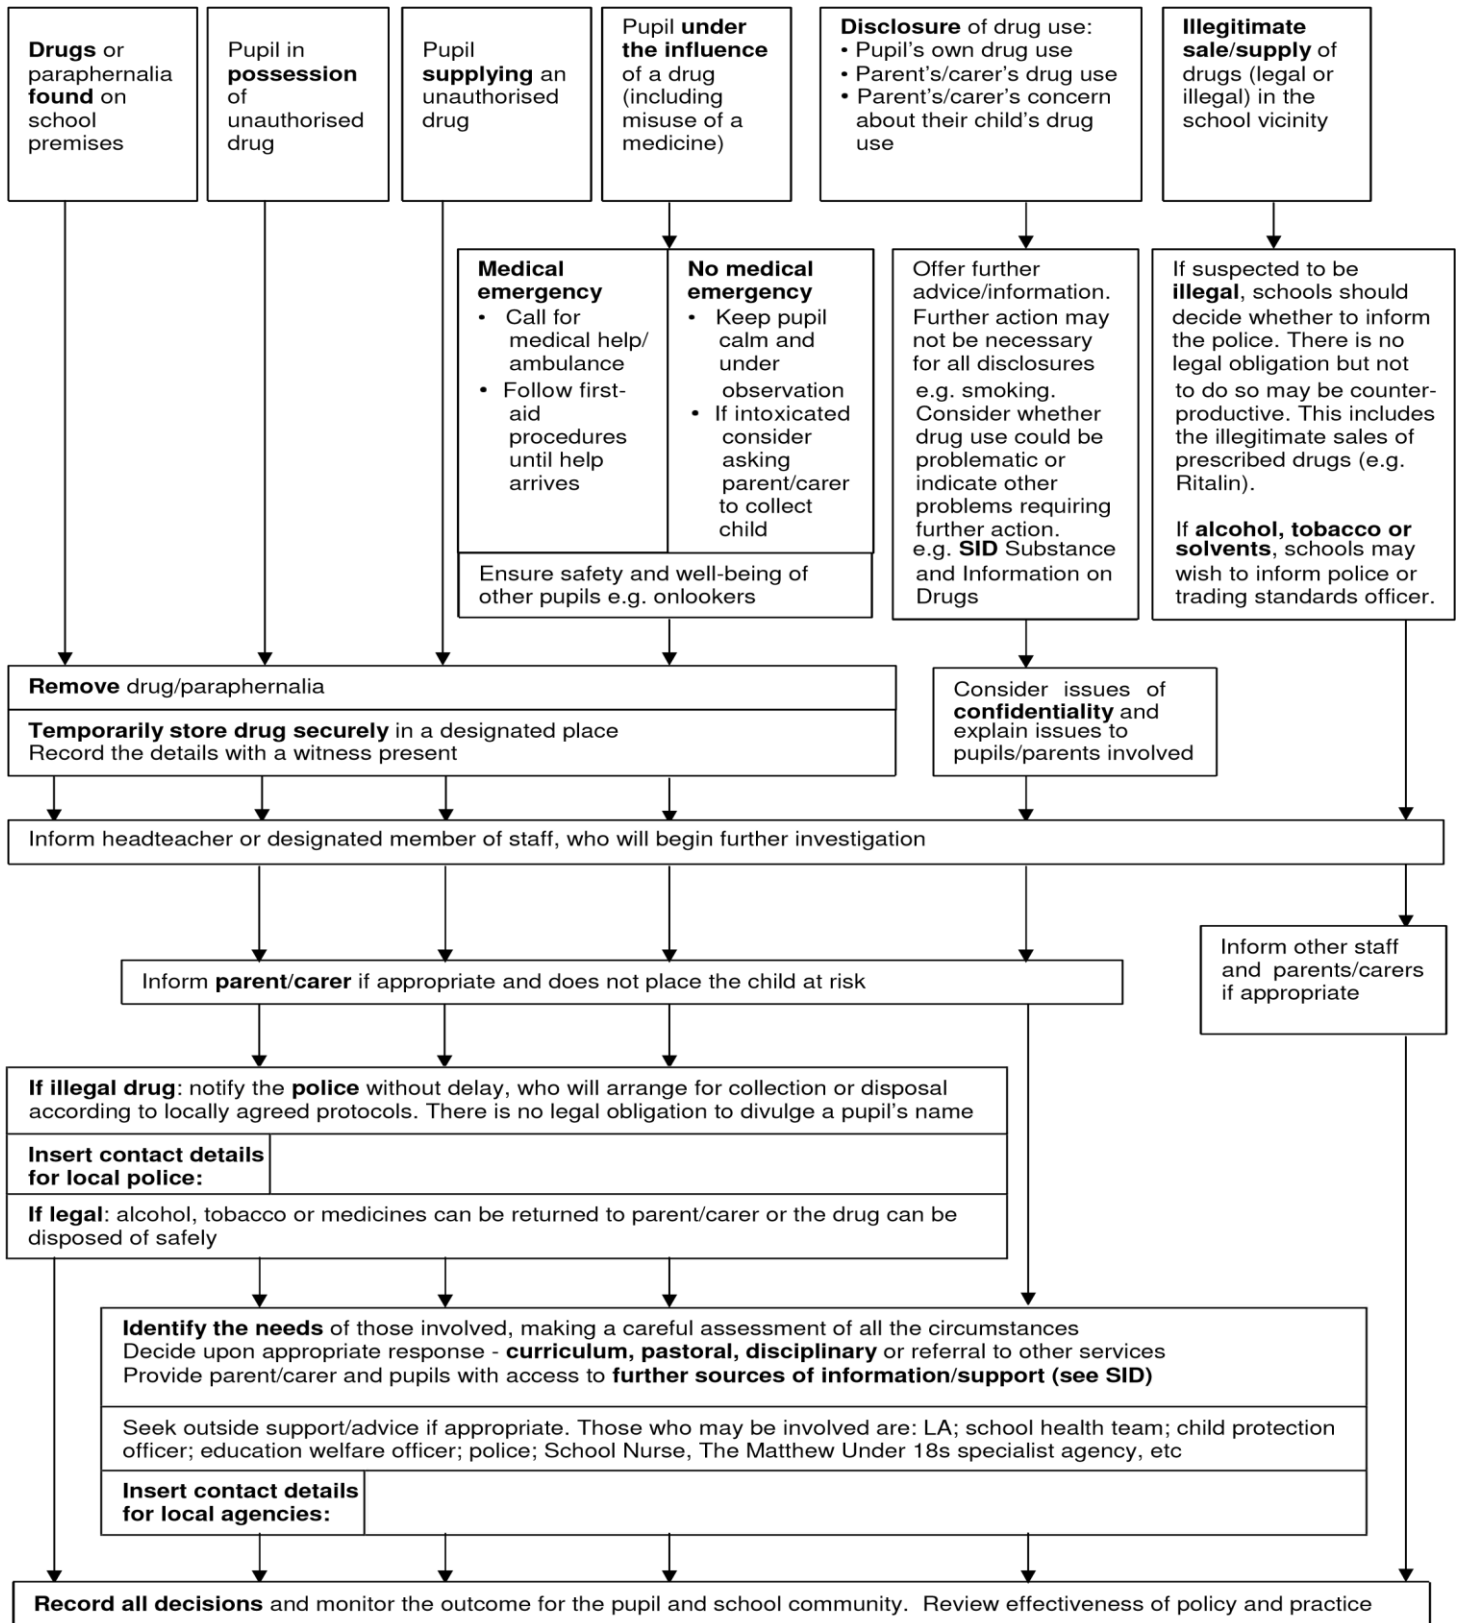 Drugs or
paraphernalia
found on
school
premises
Pupil in
possession
of
unauthorised
drug
Pupil
supplying an
unauthorised
drug
Pupil under
the influence
of a drug
(including
misuse of a
medicine)
Disclosure of drug use:
• Pupil's own drug use
• Parent's/carer's drug use
• Parent's/carer's concern
about their child's drug
use
Illegitimate
sale/supply of
drugs (legal or
illegal) in the
school vicinity
Medical
emergency
• Call for
medical help/
ambulance
• Follow first-
aid
procedures
until help
arrives
No medical
emergency
• Keep pupil
calm and
under
observation
• If intoxicated
consider
asking
parent/carer
to collect
child
Ensure safety and well-being of
other pupils e.g. onlookers
Offer further
advice/information.
Further action may
not be necessary
for all disclosures
e.g. smoking.
Consider whether
drug use could be
problematic or
indicate other
problems requiring
further action.
e.g. SID Substance
and Information on
Drugs
If suspected to be
illegal, schools should
decide whether to inform
the police. There is no
legal obligation but not
to do so may be counter-
productive. This includes
the illegitimate sales of
prescribed drugs (e.g.
Ritalin).
If alcohol, tobacco or
solvents, schools may
wish to inform police or
trading standards officer.
Remove drug/paraphernalia
Temporarily store drug securely in a designated place
Record the details with a witness present
Consider issues of
confidentiality and
explain issues to
pupils/parents involved
Inform headteacher or designated member of staff, who will begin further investigation
Inform parent/carer if appropriate and does not place the child at risk
Inform other staff
and parents/carers
if appropriate
If illegal drug: notify the police without delay, who will arrange for collection or disposal
according to locally agreed protocols. There is no legal obligation to divulge a pupil's name
Insert contact details
for local police:
If legal: alcohol, tobacco or medicines can be returned to parent/carer or the drug can be
disposed of safely
Identify the needs of those involved, making a careful assessment of all the circumstances
Decide upon appropriate response - curriculum, pastoral, disciplinary or referral to other services
Provide parent/carer and pupils with access to further sources of information/support (see SID)
Seek outside support/advice if appropriate. Those who may be involved are: LA; school health team; child protection
officer; education welfare officer; police; School Nurse, The Matthew Under 18s specialist agency, etc
Insert contact details
for local agencies:
Record all decisions and monitor the outcome for the pupil and school community. Review effectiveness of policy and practice